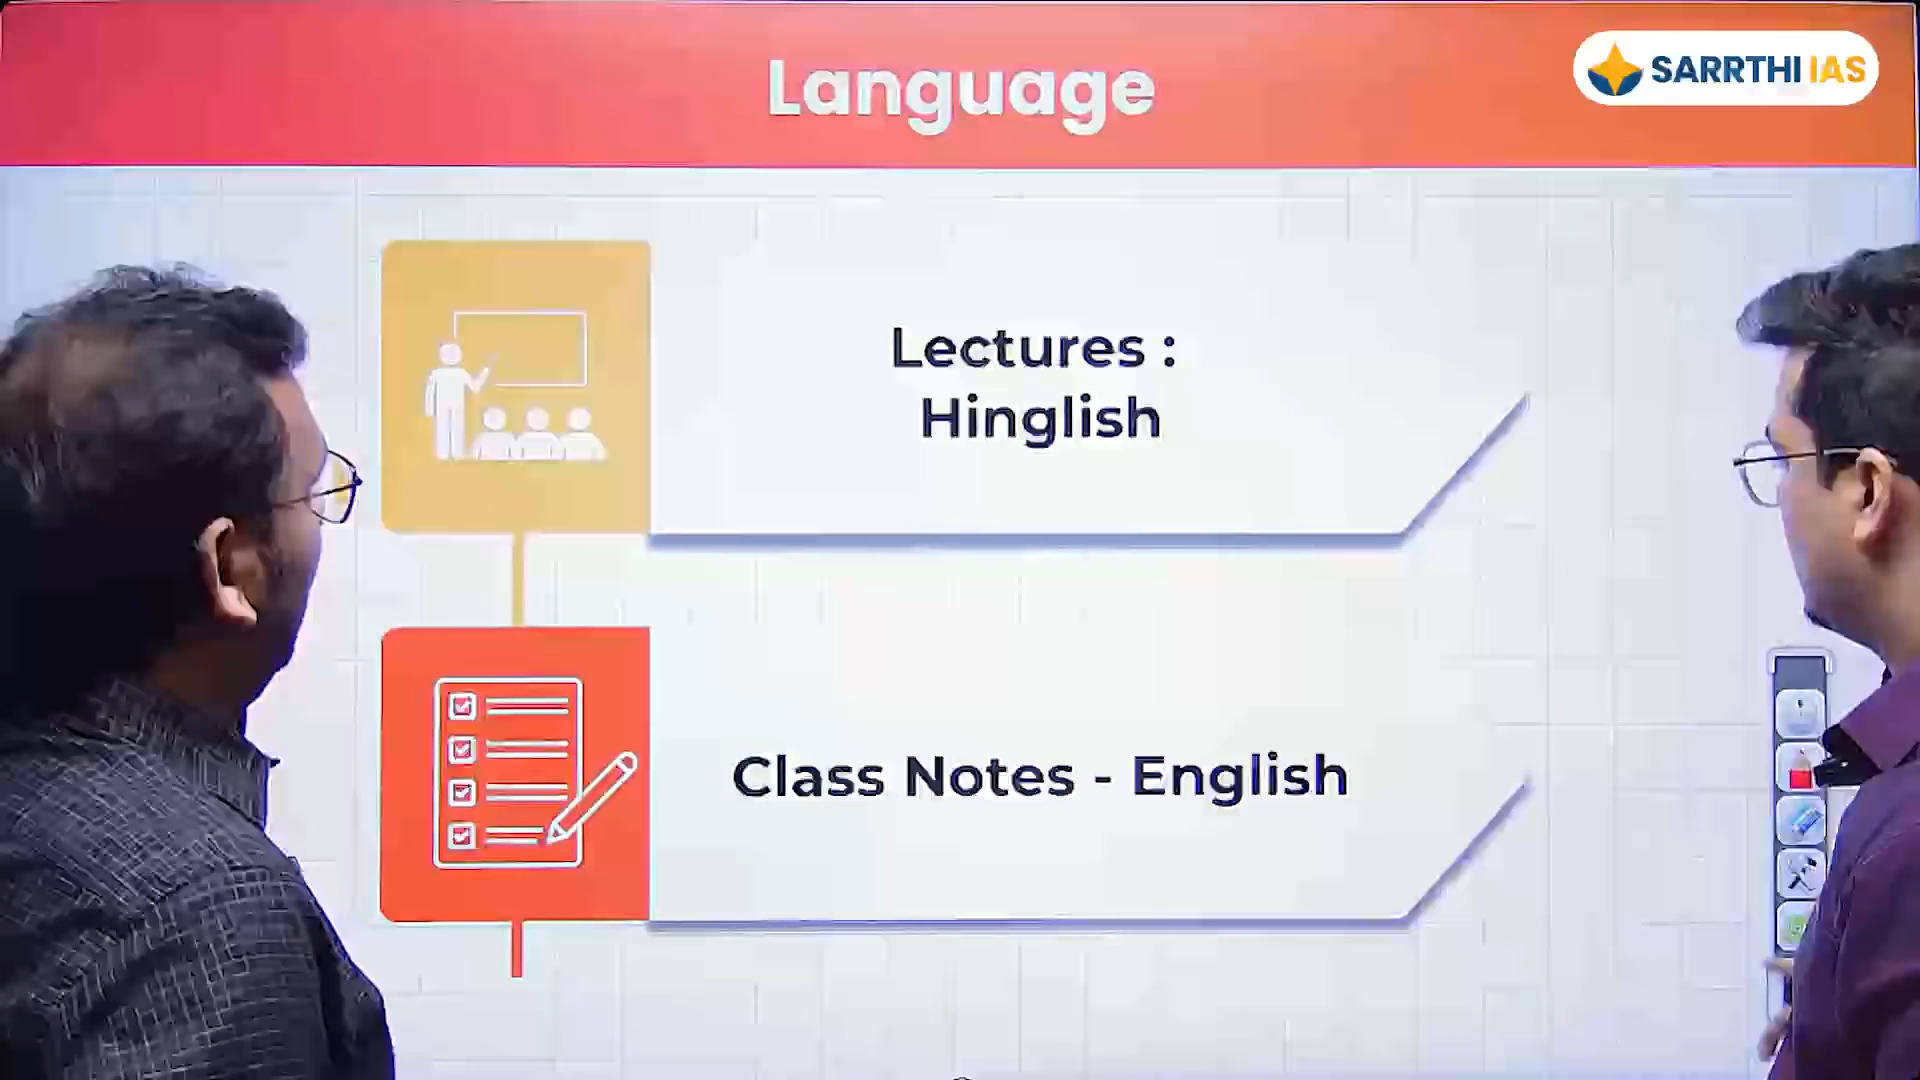 Language
SARRTHI IAS
Lectures :
Hinglish
Class Notes - English